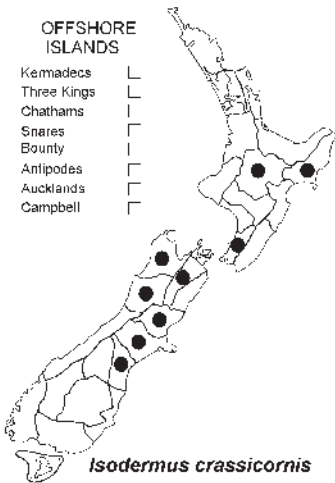 OFFSHORE
ISLANDS
Kermadecs
Three Kings
Chathams
Snares
Bounty
Antipodes
Aucklands
Campbell
Isodermus crassicornis